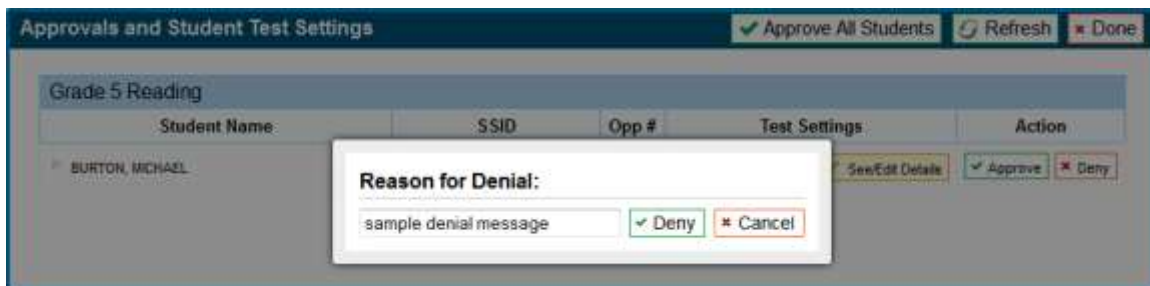 Approvals and Student Test Settings Approve All Students Refresh Done
Grade 5 Reading
Student Name SSID Opp # Test Settings Action
BURTON, MICHAEL See/Edit Details Approve Deny
Reason for Denial:
sample denial message Deny Cancel